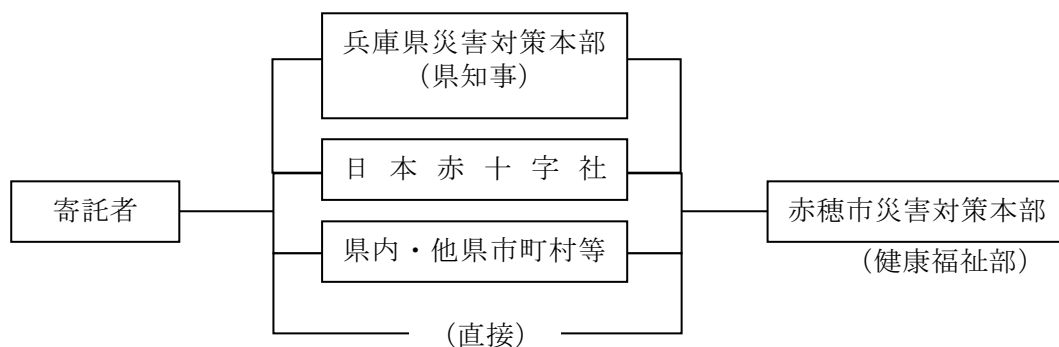 兵庫県災害対策本部
（県知事）
日本赤十字社
寄託者
赤穂市災害対策本部
県内・他県市町村等
（健康福祉部）
（直接）